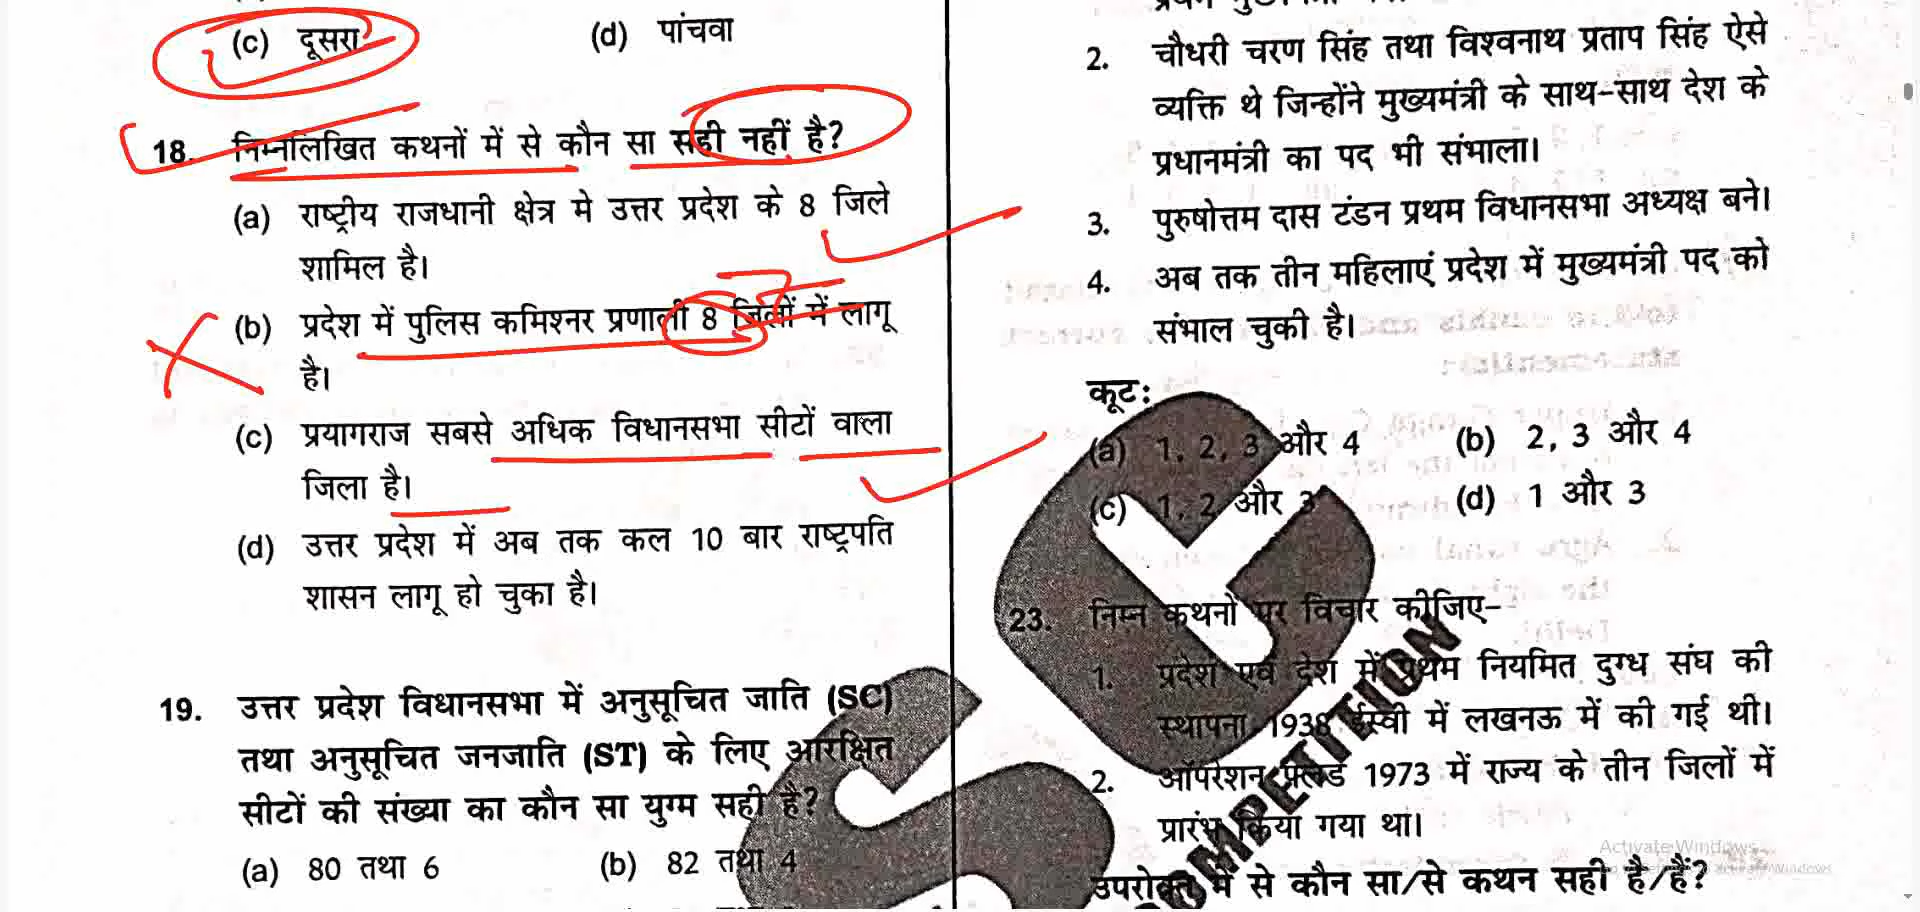 (c) दूसरा
(d) पांचवा
18. निम्नलिखित कथनों में से कौन सा सही नहीं है?
(a) राष्ट्रीय राजधानी क्षेत्र मे उत्तर प्रदेश के 8 जिले
शामिल है।
7
(b) प्रदेश में पुलिस कमिश्नर प्रणाली 8 जिलों में लागू
है।
(c) प्रयागराज सबसे अधिक विधानसभा सीटों वाला
जिला है।
(d) उत्तर प्रदेश में अब तक कल 10 बार राष्ट्रपति
शासन लागू हो चुका है।
19. उत्तर प्रदेश विधानसभा में अनुसूचित जाति (SC)
तथा अनुसूचित जनजाति (ST) के लिए आरक्षित
सीटों की संख्या का कौन सा युग्म सही है?
(a) 80 तथा 6
(b) 82 तथा 4
2. चौधरी चरण सिंह तथा विश्वनाथ प्रताप सिंह ऐसे
व्यक्ति थे जिन्होंने मुख्यमंत्री के साथ-साथ देश के
प्रधानमंत्री का पद भी संभाला।
3. पुरुषोत्तम दास टंडन प्रथम विधानसभा अध्यक्ष बने।
4. अब तक तीन महिलाएं प्रदेश में मुख्यमंत्री पद को
संभाल चुकी है।
कूटः
(a) 1, 2, 3 और 4
(b) 2, 3 और 4
(c) 1, 2 और 3
(d) 1 और 3
23. निम्न कथनों पर विचार कीजिए-
1. प्रदेश एवं देश में प्रथम नियमित दुग्ध संघ की
स्थापना 1938 ईस्वी में लखनऊ में की गई थी।
2. ऑपरेशन फ्लड 1973 में राज्य के तीन जिलों में
प्रारंभ किया गया था।
उपरोक्त में से कौन सा/से कथन सही है/हैं?
COMPETITION
Activate Windows